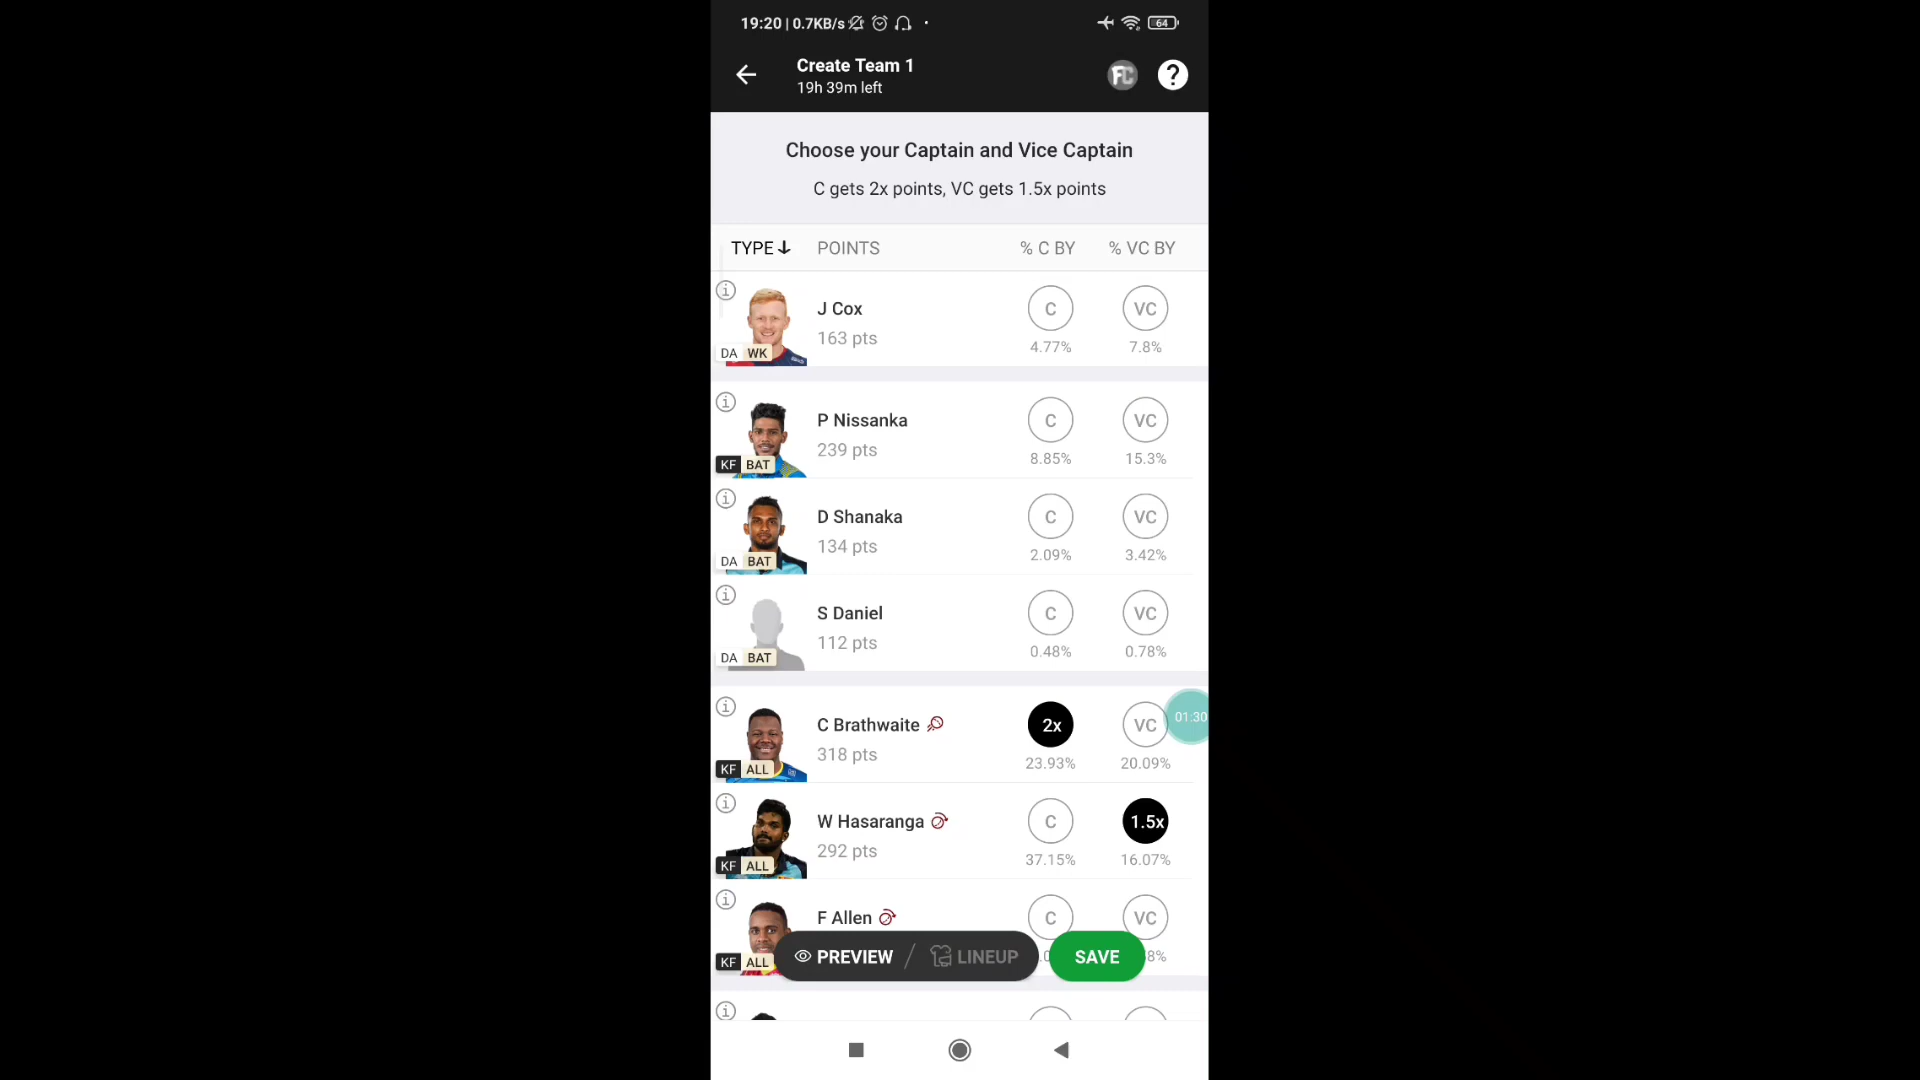 19:20 | 0.7KB/s
64
Create Team 1
19h 39m left
FC
?
Choose your Captain and Vice Captain
C gets 2x points, VC gets 1.5x points
TYPE POINTS % C BY % VC BY
J Cox
163 pts
C
VC
4.77%
7.8%
DA WK
P Nissanka
239 pts
C
VC
8.85%
15.3%
KF BAT
D Shanaka
134 pts
C
VC
2.09%
3.42%
DA BAT
S Daniel
112 pts
C
VC
0.48%
0.78%
DA BAT
C Brathwaite
318 pts
2x
VC
01:30
23.93%
20.09%
KF ALL
W Hasaranga
292 pts
C
1.5x
37.15%
16.07%
KF ALL
F Allen
C
VC
KF ALL
PREVIEW / LINEUP
SAVE